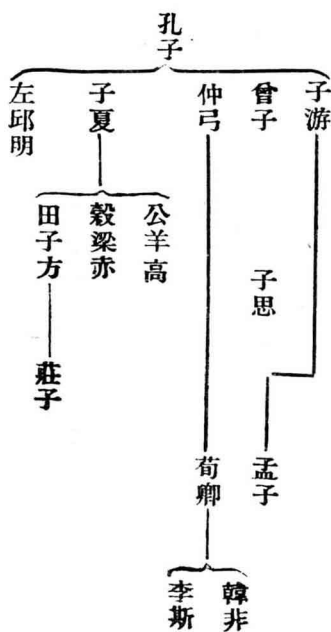 孔子
子游
曾子
仲弓
子夏
左邱明
子思
公羊高
穀梁赤
田子方
莊子
孟子
荀卿
韓非
李斯